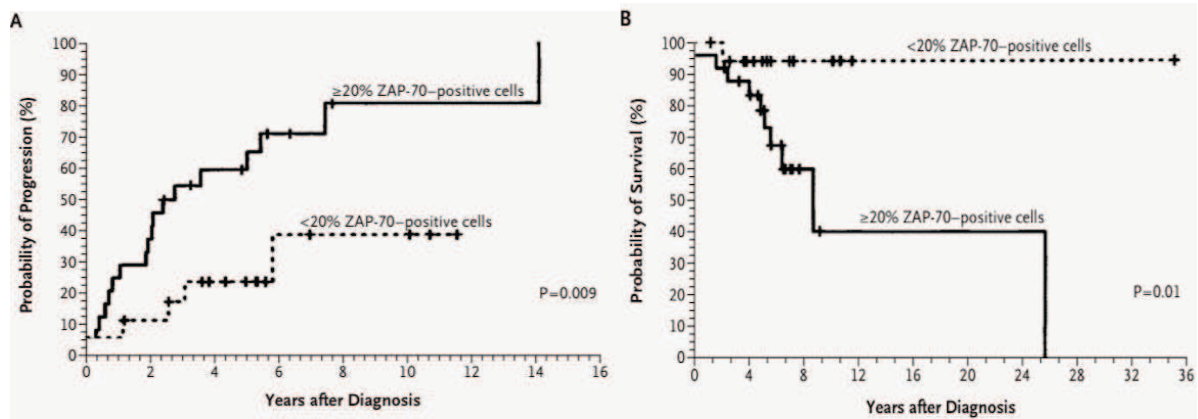 A
Probability of Progression (%)
100
90
80
70
60
50
40
30
20
10
0
≥20% ZAP-70–positive cells
<20% ZAP-70–positive cells
P=0.009
0 2 4 6 8 10 12 14 16
Years after Diagnosis
B
Probability of Survival (%)
100
90
80
70
60
50
40
30
20
10
0
<20% ZAP-70–positive cells
≥20% ZAP-70–positive cells
P=0.01
0 4 8 12 16 20 24 28 32 36
Years after Diagnosis